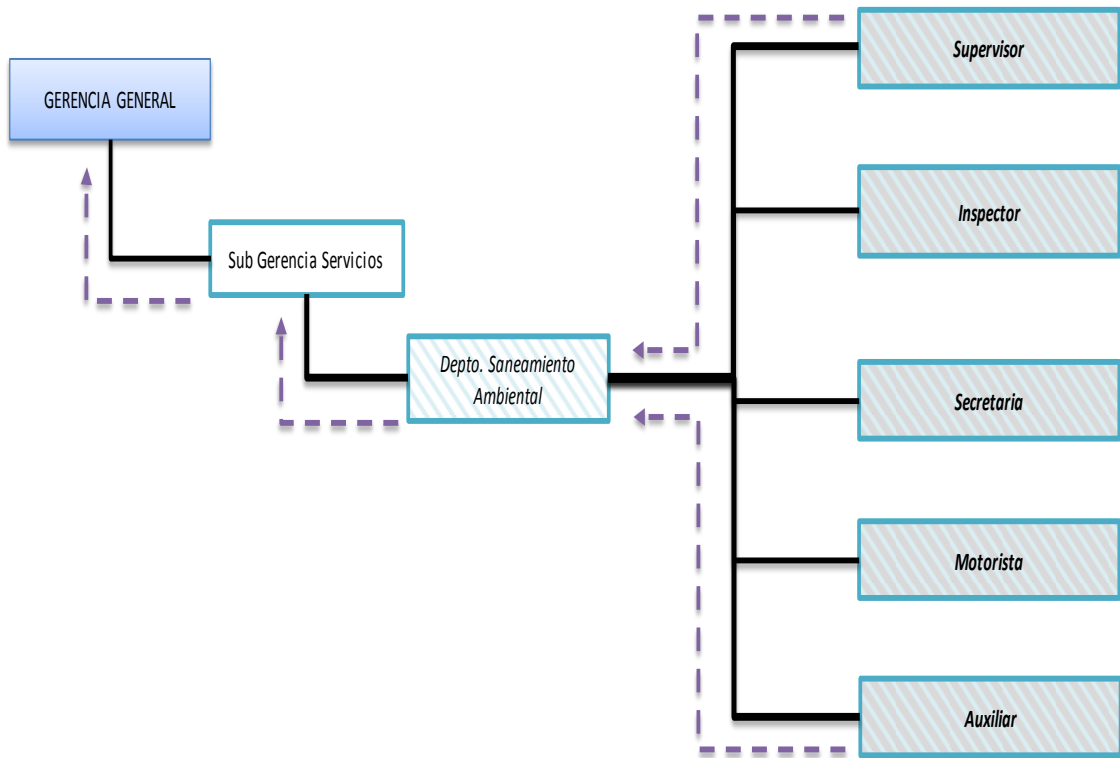 GERENCIA GENERAL
Sub Gerencia Servicios
Depto. Saneamiento
Ambiental
Supervisor
Inspector
Secretaria
Motorista
Auxiliar